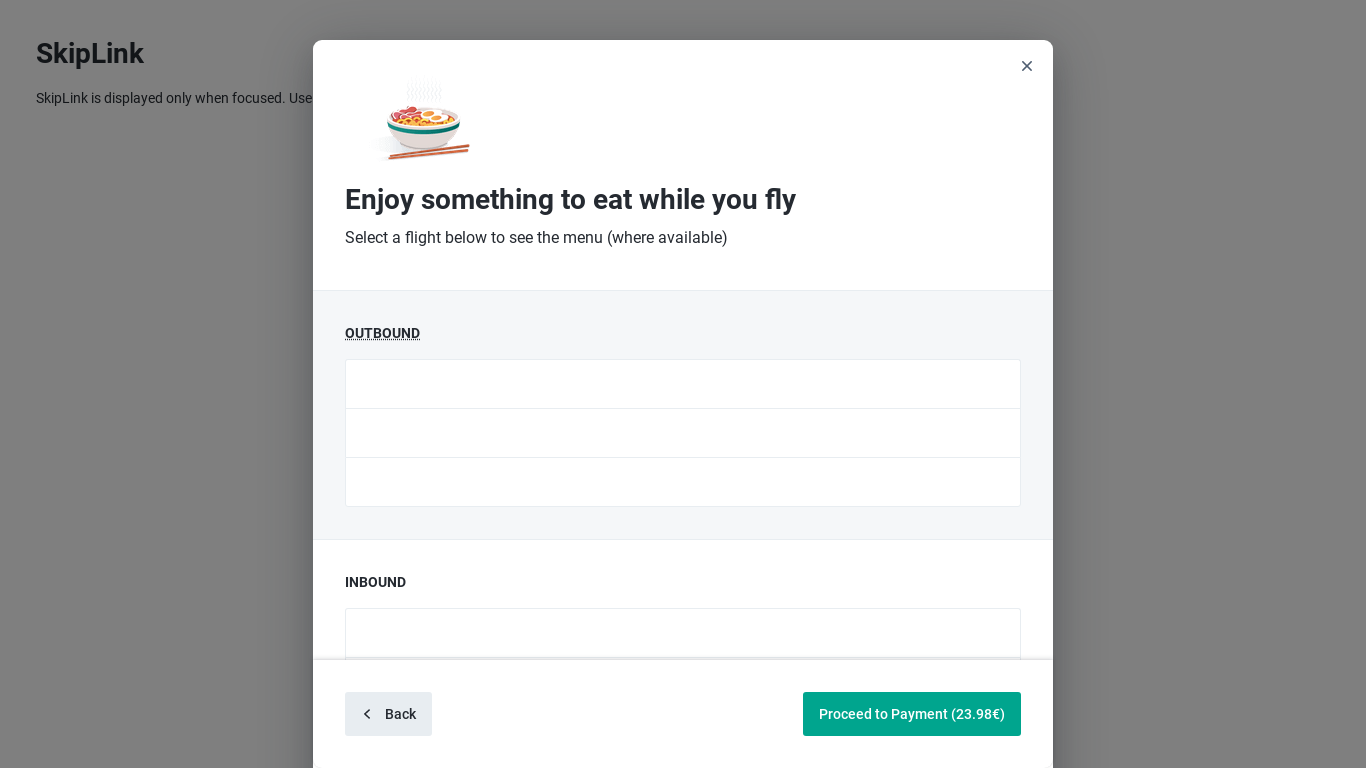 SkipLink
SkipLink is displayed only when focused. Use
Enjoy something to eat while you fly
Select a flight below to see the menu (where available)
OUTBOUND
INBOUND
Back
Proceed to Payment (23.98€)